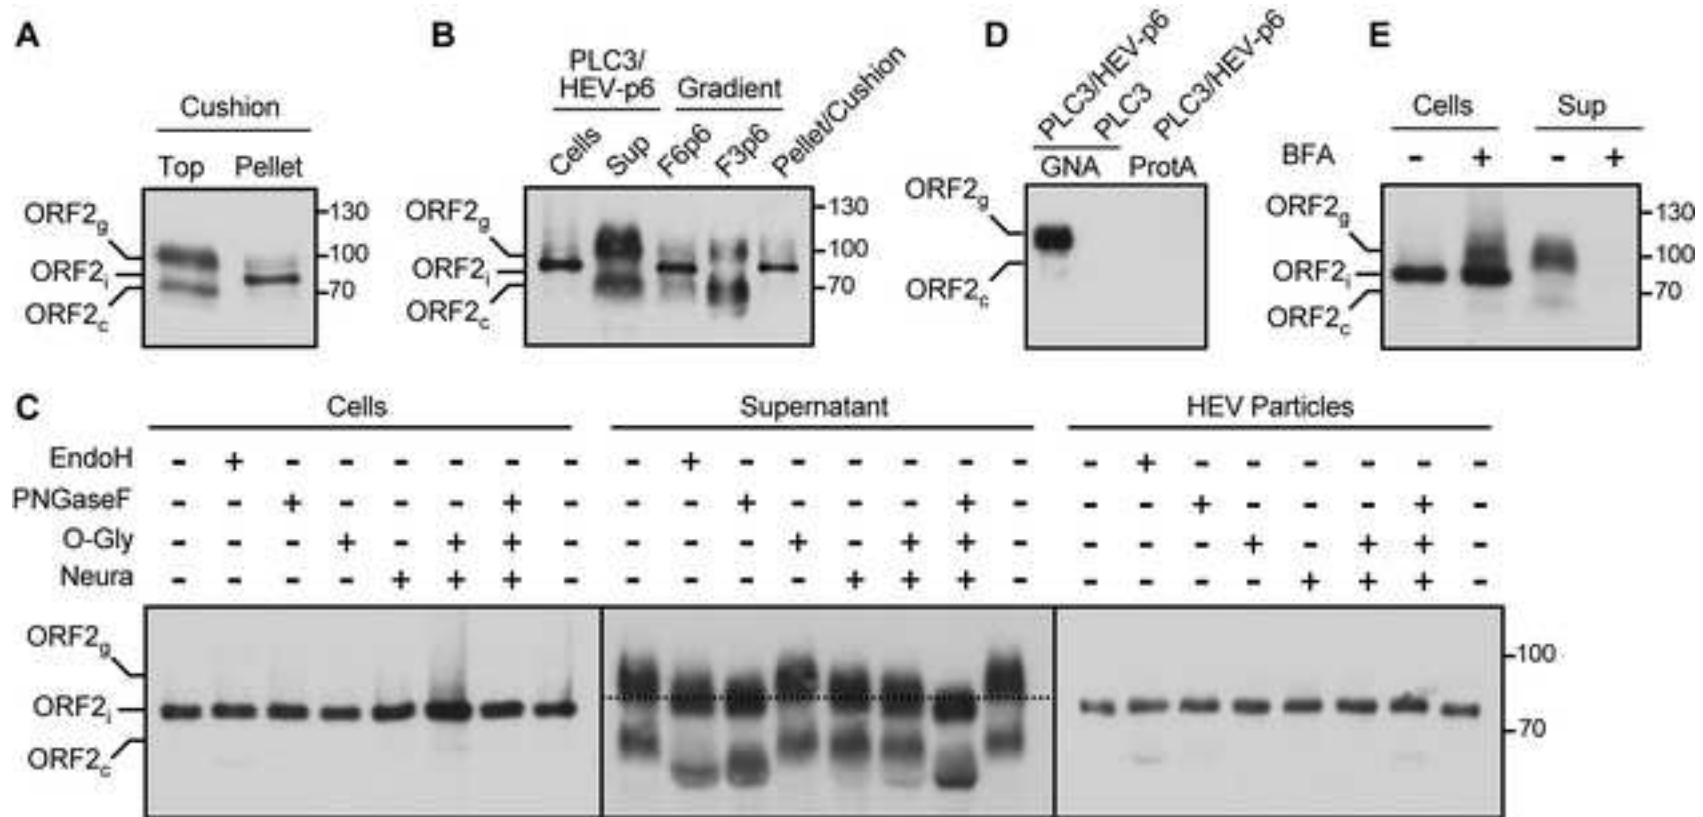 A
Cushion
Top Pellet
ORF2g
ORF2i
ORF2c
130
100
70
B
PLC3/
HEV-p6
Gradient
Cells
Sup
F6p6
F3p6
Pellet/Cushion
ORF2g
ORF2i
ORF2c
130
100
70
D
PLC3/HEV-p6
PLC3
PLC3/HEV-p6
GNA ProtA
ORF2g
ORF2c
E
Cells Sup
BFA - + - +
ORF2g
ORF2i
ORF2c
130
100
70
C
Cells Supernatant HEV Particles
EndoH - + - - - - - - - + - - - - - - - + - - - - - -
PNGaseF - - + - - - + - - - + - - - + - - - + - - - + -
O-Gly - - - + - + + - - - - + - + + - - - - + - + + -
Neura - - - - + + + - - - - - + + + - - - - - + + + -
ORF2g
ORF2i
ORF2c
100
70